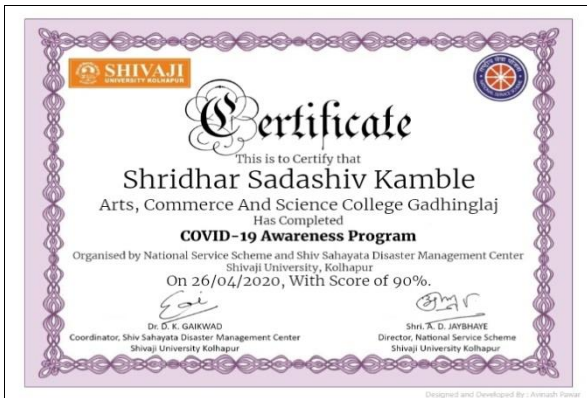 SHIVAJI
UNIVERSITY KOLHAPUR
Certificate
This is to Certify that
Shridhar Sadashiv Kamble
Arts, Commerce And Science College Gadhinglaj
Has Completed
COVID-19 Awareness Program
Organised by National Service Scheme and Shiv Sahayata Disaster Management Center
Shivaji University, Kolhapur
On 26/04/2020, With Score of 90%.
Dr. D. K. GAIKWAD
Coordinator, Shiv Sahayata Disaster Management Center
Shivaji University Kolhapur
Shri. A. D. JAYBHAYE
Director, National Service Scheme
Shivaji University Kolhapur
Designed and Developed By : Avinash Pawar